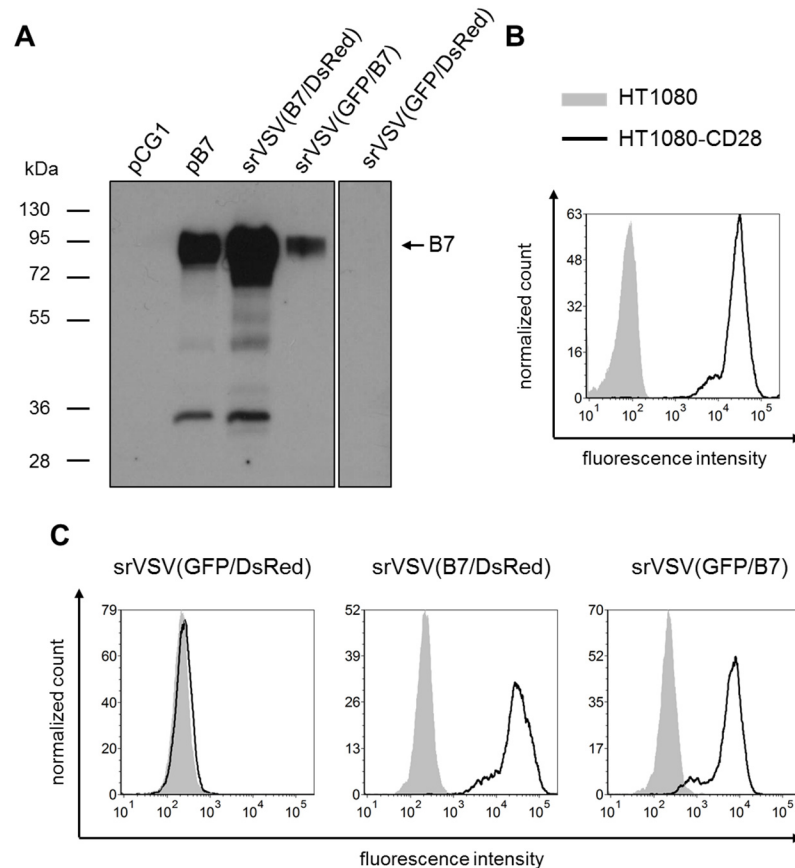 A
pCG1
pB7
srVSV(B7/DsRed)
srVSV(GFP/B7)
srVSV(GFP/DsRed)
kDa
130
95
72
55
36
28
B7
B
HT1080
HT1080-CD28
normalized count
63
48
32
16
0
10¹ 10² 10³ 10⁴ 10⁵
fluorescence intensity
C
srVSV(GFP/DsRed)
srVSV(B7/DsRed)
srVSV(GFP/B7)
normalized count
79
60
40
20
0
10¹ 10² 10³ 10⁴ 10⁵
52
39
26
13
0
10¹ 10² 10³ 10⁴ 10⁵
70
52
35
17
0
10¹ 10² 10³ 10⁴ 10⁵
fluorescence intensity